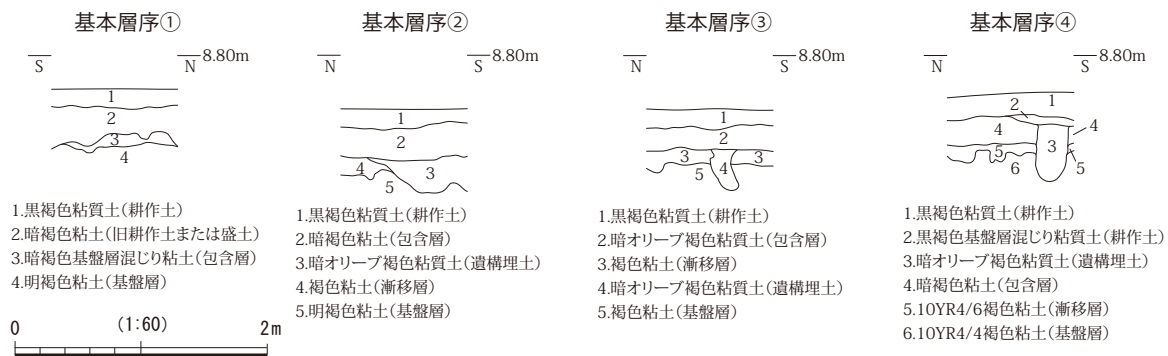 基本層序①
S
N
8.80m
1
2
3
4
1.黒褐色粘質土（耕作土）
2.暗褐色粘土（旧耕作土または盛土）
3.暗褐色基盤層混じり粘土（包含層）
4.明褐色粘土（基盤層）
0 （1:60） 2m
基本層序②
N
S
8.80m
1
2
4
3
5
1.黒褐色粘質土（耕作土）
2.暗褐色粘土（包含層）
3.暗オリーブ褐色粘質土（遺構埋土）
4.褐色粘土（漸移層）
5.明褐色粘土（基盤層）
基本層序③
N
S
8.80m
1
2
3
3
5
4
1.黒褐色粘質土（耕作土）
2.暗オリーブ褐色粘質土（包含層）
3.褐色粘土（漸移層）
4.暗オリーブ褐色粘質土（遺構埋土）
5.褐色粘土（基盤層）
基本層序④
N
S
8.80m
2
1
4
4
3
5
5
6
1.黒褐色粘質土（耕作土）
2.黒褐色基盤層混じり粘質土（耕作土）
3.暗オリーブ褐色粘質土（遺構埋土）
4.暗褐色粘土（包含層）
5.10YR4/6褐色粘土（漸移層）
6.10YR4/4褐色粘土（基盤層）